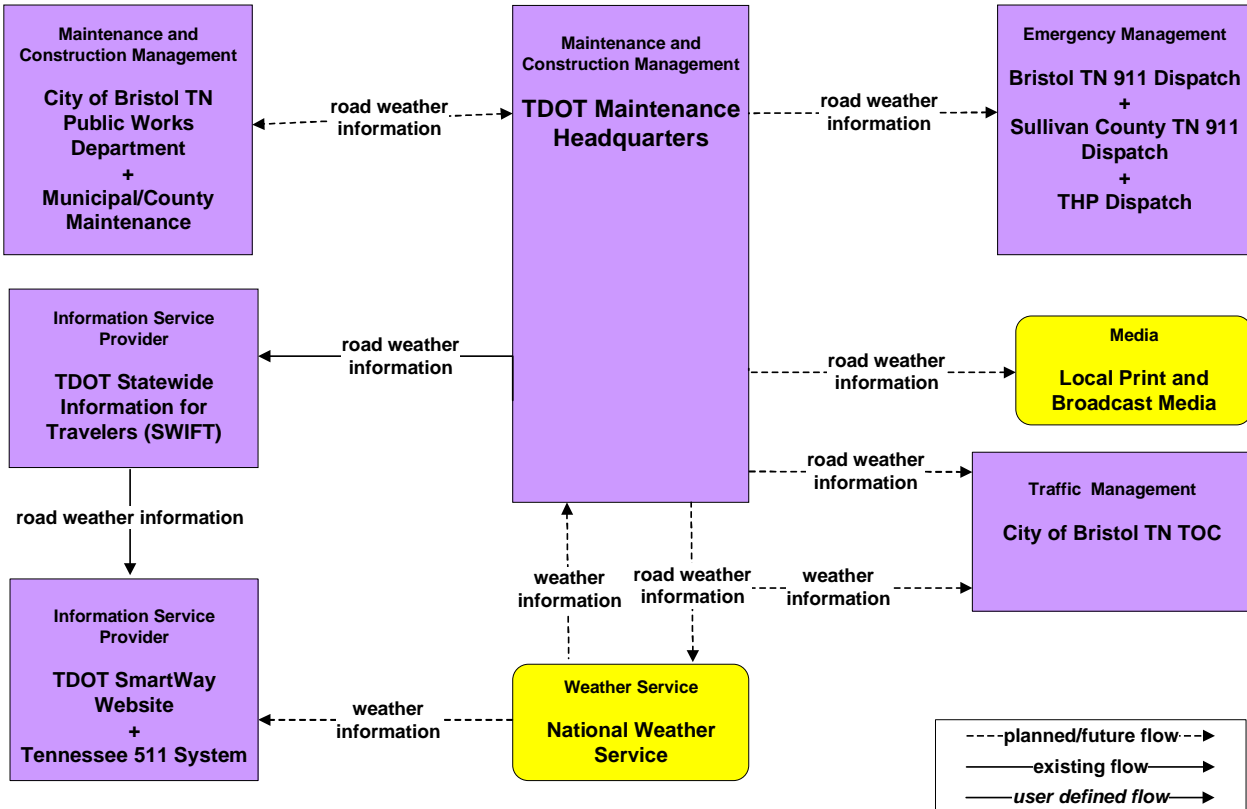 Maintenance and
Construction Management
City of Bristol TN
Public Works
Department
+
Municipal/County
Maintenance
road weather
information
Maintenance and
Construction Management
TDOT Maintenance
Headquarters
road weather
information
Emergency Management
Bristol TN 911 Dispatch
+
Sullivan County TN 911
Dispatch
+
THP Dispatch
Information Service
Provider
TDOT Statewide
Information for
Travelers (SWIFT)
road weather
information
road weather
information
Media
Local Print and
Broadcast Media
road weather information
road weather
information
Traffic Management
City of Bristol TN TOC
Information Service
Provider
TDOT SmartWay
Website
+
Tennessee 511 System
weather
information
road weather
information
weather
information
weather
information
Weather Service
National Weather
Service
planned/future flow
existing flow
user defined flow